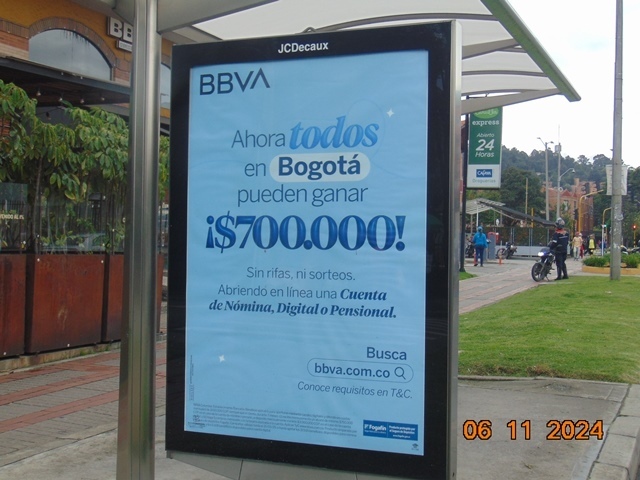 JCDecaux
BBVA
Ahora todos
en Bogotá
pueden ganar
¡$700.000!
Sin rifas, ni sorteos.
Abriendo en línea una Cuenta
de Nómina, Digital o Pensional.
Busca
bbva.com.co
Conoce requisitos en T&C.
Fogafín
express
Abierto
24
Horas
06 11 2024